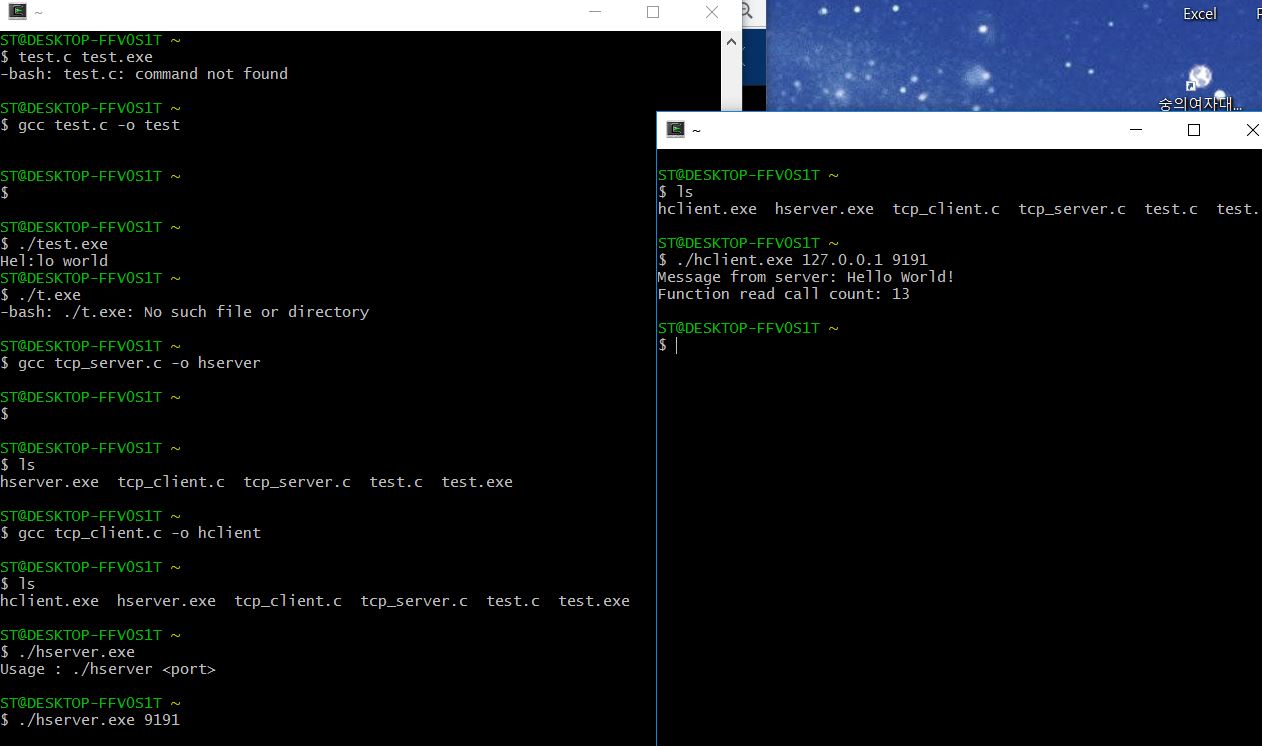 ~
ST@DESKTOP-FFV0S1T ~
$ test.c test.exe
-bash: test.c: command not found
ST@DESKTOP-FFV0S1T ~
$ gcc test.c -o test
ST@DESKTOP-FFV0S1T ~
$
ST@DESKTOP-FFV0S1T ~
$ ./test.exe
Hel:lo world
ST@DESKTOP-FFV0S1T ~
$ ./t.exe
-bash: ./t.exe: No such file or directory
ST@DESKTOP-FFV0S1T ~
$ gcc tcp_server.c -o hserver
ST@DESKTOP-FFV0S1T ~
$
ST@DESKTOP-FFV0S1T ~
$ ls
hserver.exe  tcp_client.c  tcp_server.c  test.c  test.exe
ST@DESKTOP-FFV0S1T ~
$ gcc tcp_client.c -o hclient
ST@DESKTOP-FFV0S1T ~
$ ls
hclient.exe  hserver.exe  tcp_client.c  tcp_server.c  test.c  test.exe
ST@DESKTOP-FFV0S1T ~
$ ./hserver.exe
Usage : ./hserver <port>
ST@DESKTOP-FFV0S1T ~
$ ./hserver.exe 9191
Excel
숭의여자대...
~
ST@DESKTOP-FFV0S1T ~
$ ls
hclient.exe  hserver.exe  tcp_client.c  tcp_server.c  test.c  test.
ST@DESKTOP-FFV0S1T ~
$ ./hclient.exe 127.0.0.1 9191
Message from server: Hello World!
Function read call count: 13
ST@DESKTOP-FFV0S1T ~
$